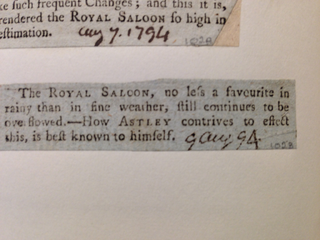 ke such frequent Changes; and this it is,
rendered the ROYAL SALOON so high in
estimation. Aug 7. 1794
102B
The ROYAL SALOON, no less a favourite in
rainy than in fine weather, still continues to be
overflowed.—How ASTLEY contrives to effect
this, is best known to himself. 9 Aug 94.
102B